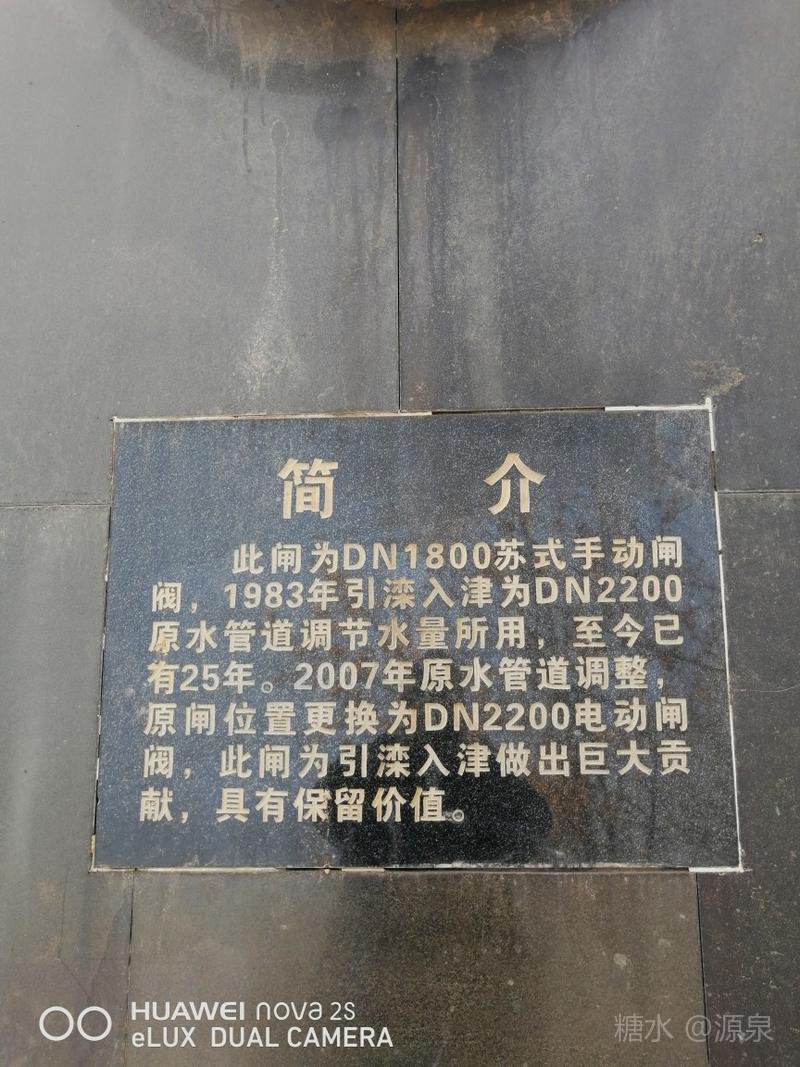 简 介
此闸为DN1800苏式手动闸
阀，1983年引滦入津为DN2200
原水管道调节水量所用，至今已
有25年。2007年原水管道调整，
原闸位置更换为DN2200电动闸
阀，此闸为引滦入津做出巨大贡
献，具有保留价值。
HUAWEI nova 2S
eLUX DUAL CAMERA
糖水 @源泉